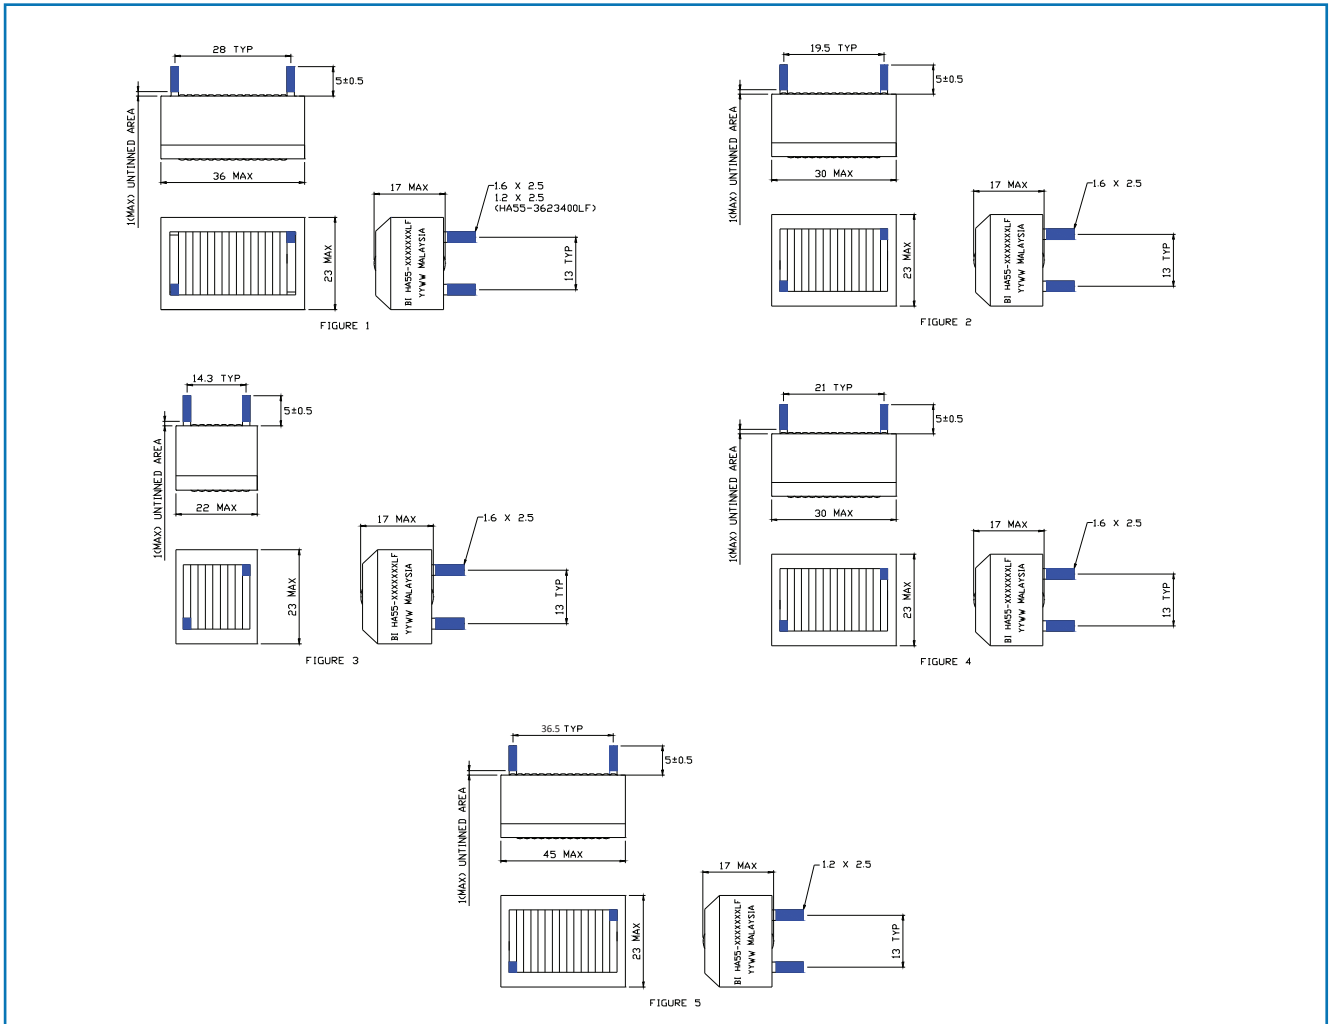 28 TYP
5±0.5
1(MAX) UNTINNED AREA
36 MAX
17 MAX
1.6 X 2.5
1.2 X 2.5
(HA55-3623400LF)
23 MAX
BI HA55-XXXXXXXLF
YYWW MALAYSIA
13 TYP
FIGURE 1
19.5 TYP
5±0.5
1(MAX) UNTINNED AREA
30 MAX
17 MAX
1.6 X 2.5
23 MAX
BI HA55-XXXXXXXLF
YYWW MALAYSIA
13 TYP
FIGURE 2
14.3 TYP
5±0.5
1(MAX) UNTINNED AREA
22 MAX
17 MAX
1.6 X 2.5
23 MAX
BI HA55-XXXXXXXLF
YYWW MALAYSIA
13 TYP
FIGURE 3
21 TYP
5±0.5
1(MAX) UNTINNED AREA
30 MAX
17 MAX
1.6 X 2.5
23 MAX
BI HA55-XXXXXXXLF
YYWW MALAYSIA
13 TYP
FIGURE 4
36.5 TYP
5±0.5
1(MAX) UNTINNED AREA
45 MAX
17 MAX
1.2 X 2.5
23 MAX
BI HA55-XXXXXXXLF
YYWW MALAYSIA
13 TYP
FIGURE 5